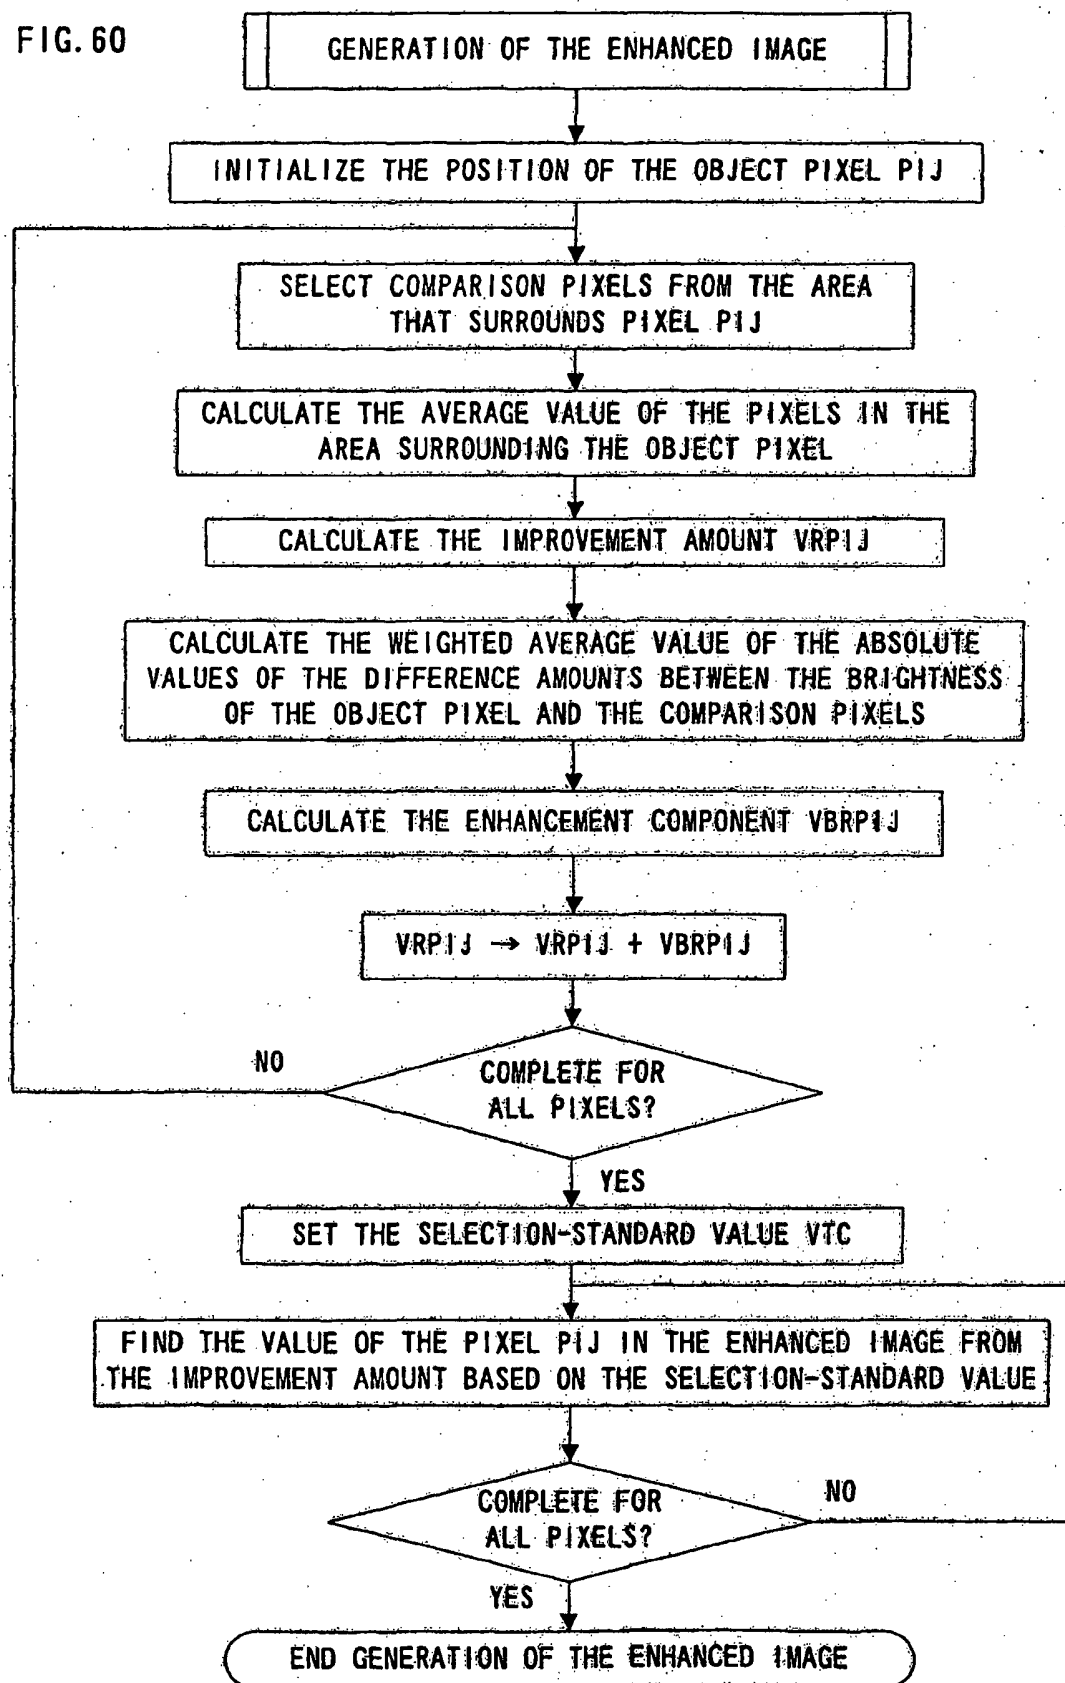 FIG. 60
GENERATION OF THE ENHANCED IMAGE
INITIALIZE THE POSITION OF THE OBJECT PIXEL PIJ
SELECT COMPARISON PIXELS FROM THE AREA
THAT SURROUNDS PIXEL PIJ
CALCULATE THE AVERAGE VALUE OF THE PIXELS IN THE
AREA SURROUNDING THE OBJECT PIXEL
CALCULATE THE IMPROVEMENT AMOUNT VRPIJ
CALCULATE THE WEIGHTED AVERAGE VALUE OF THE ABSOLUTE
VALUES OF THE DIFFERENCE AMOUNTS BETWEEN THE BRIGHTNESS
OF THE OBJECT PIXEL AND THE COMPARISON PIXELS
CALCULATE THE ENHANCEMENT COMPONENT VBRPIJ
VRPIJ → VRPIJ + VBRPIJ
NO
COMPLETE FOR
ALL PIXELS?
YES
SET THE SELECTION-STANDARD VALUE VTC
FIND THE VALUE OF THE PIXEL PIJ IN THE ENHANCED IMAGE FROM
THE IMPROVEMENT AMOUNT BASED ON THE SELECTION-STANDARD VALUE
NO
COMPLETE FOR
ALL PIXELS?
YES
END GENERATION OF THE ENHANCED IMAGE